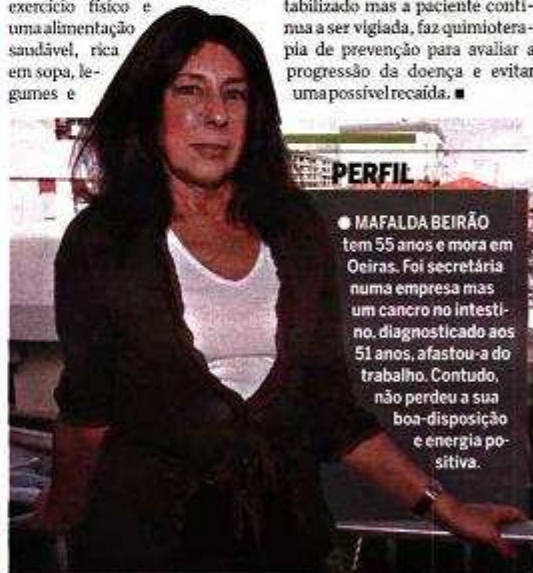 exercício físico e
uma alimentação
saudável, rica
em sopa, le-
gumes e
tabilizado mas a paciente conti-
nua a ser vigiada, faz quimiotera-
pia de prevenção para avaliar a
progressão da doença e evitar
uma possível recaída. ■
PERFIL
● MAFALDA BEIRÃO
tem 55 anos e mora em
Oeiras. Foi secretária
numa empresa mas
um cancro no intesti-
no, diagnosticado aos
51 anos, afastou-a do
trabalho. Contudo,
não perdeu a sua
boa-disposição
e energia po-
sitiva.